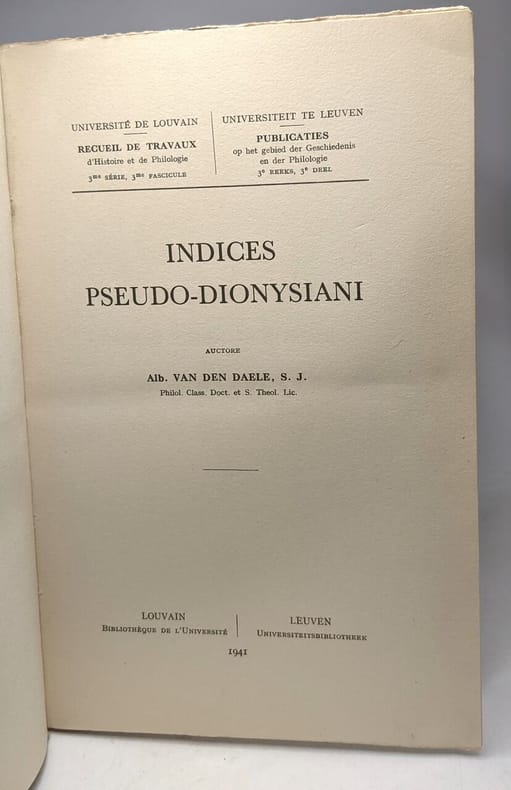 UNIVERSITÉ DE LOUVAIN
RECUEIL DE TRAVAUX
d'Histoire et de Philologie
3me SÉRIE, 3me FASCICULE
UNIVERSITEIT TE LEUVEN
PUBLICATIES
op het gebied der Geschiedenis
en der Philologie
3e REEKS, 3e DEEL
INDICES
PSEUDO-DIONYSIANI
AUCTORE
Alb. VAN DEN DAELE, S. J.
Philol. Class. Doct. et S. Theol. Lic.
LOUVAIN
BIBLIOTHÈQUE DE L'UNIVERSITÉ
LEUVEN
UNIVERSITEITSBIBLIOTHEEK
1941